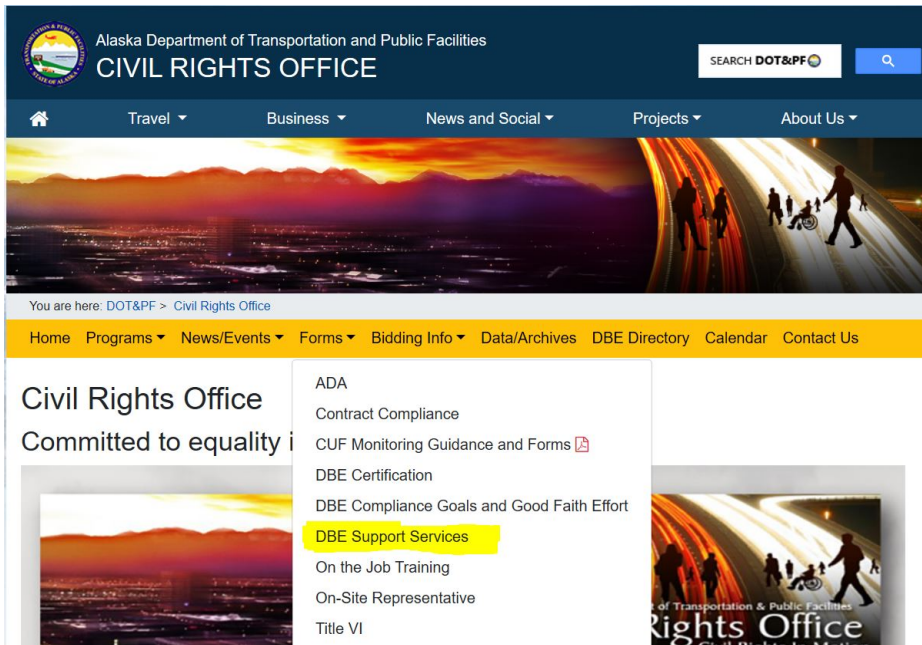 Alaska Department of Transportation and Public Facilities
CIVIL RIGHTS OFFICE
SEARCH DOT&PF
Travel Business News and Social Projects About Us
You are here: DOT&PF > Civil Rights Office
Home Programs News/Events Forms Bidding Info Data/Archives DBE Directory Calendar Contact Us
Civil Rights Office
Committed to equality i
ADA
Contract Compliance
CUF Monitoring Guidance and Forms
DBE Certification
DBE Compliance Goals and Good Faith Effort
DBE Support Services
On the Job Training
On-Site Representative
Title VI
t of Transportation & Public Facilities
Rights Office